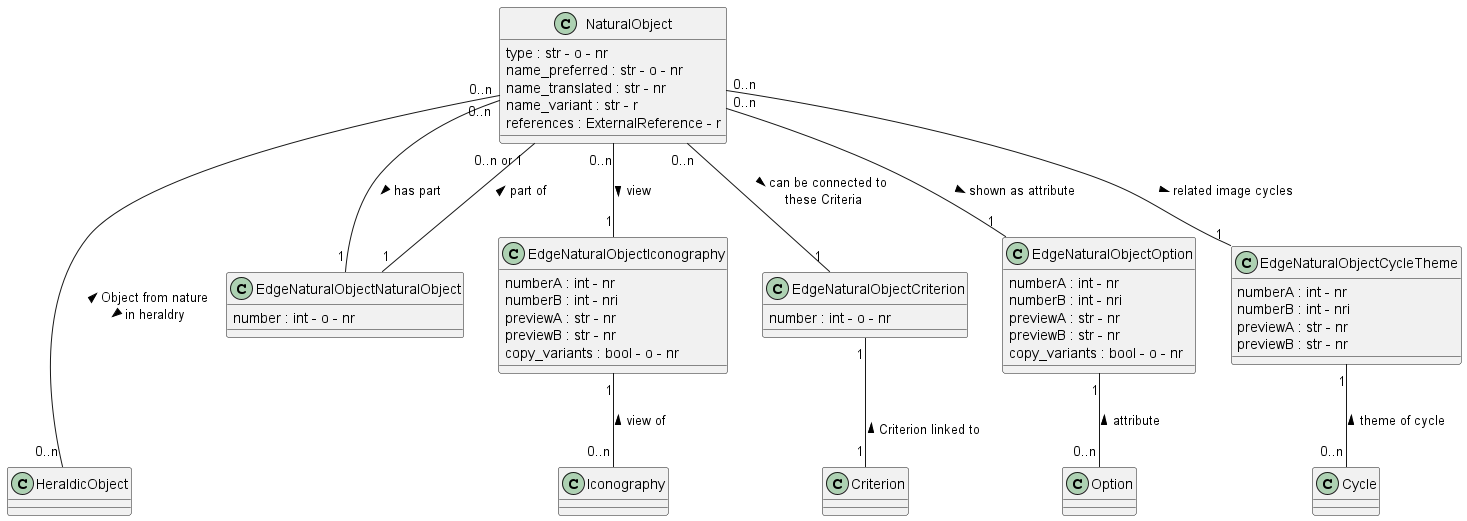 C NaturalObject
type : str - o - nr
name_preferred : str - o - nr
name_translated : str - nr
name_variant : str - r
references : ExternalReference - r
0..n
0..n
0..n or 1
0..n
0..n
0..n
0..n
has part
part of
view
can be connected to
these Criteria
shown as attribute
related image cycles
1
1
1
1
1
1
Object from nature
in heraldry
C EdgeNaturalObjectNaturalObject
number : int - o - nr
C EdgeNaturalObjectIconography
numberA : int - nr
numberB : int - nri
previewA : str - nr
previewB : str - nr
copy_variants : bool - o - nr
C EdgeNaturalObjectCriterion
number : int - o - nr
C EdgeNaturalObjectOption
numberA : int - nr
numberB : int - nri
previewA : str - nr
previewB : str - nr
copy_variants : bool - o - nr
C EdgeNaturalObjectCycleTheme
numberA : int - nr
numberB : int - nri
previewA : str - nr
previewB : str - nr
1
1
1
1
view of
Criterion linked to
attribute
theme of cycle
0..n
0..n
1
0..n
0..n
C HeraldicObject
C Iconography
C Criterion
C Option
C Cycle